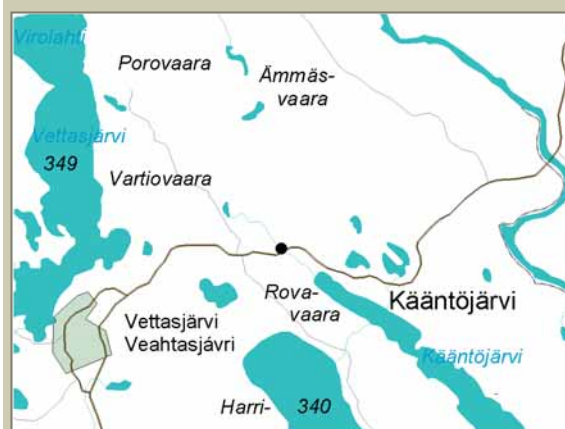 Virolahti
Porovaara
Ämmäs-
vaara
Vettasjärvi
349
Vartiovaara
Rova-
vaara
Kääntöjärvi
Vettasjärvi
Veahtasjávri
Kääntöjärvi
Harri-
340